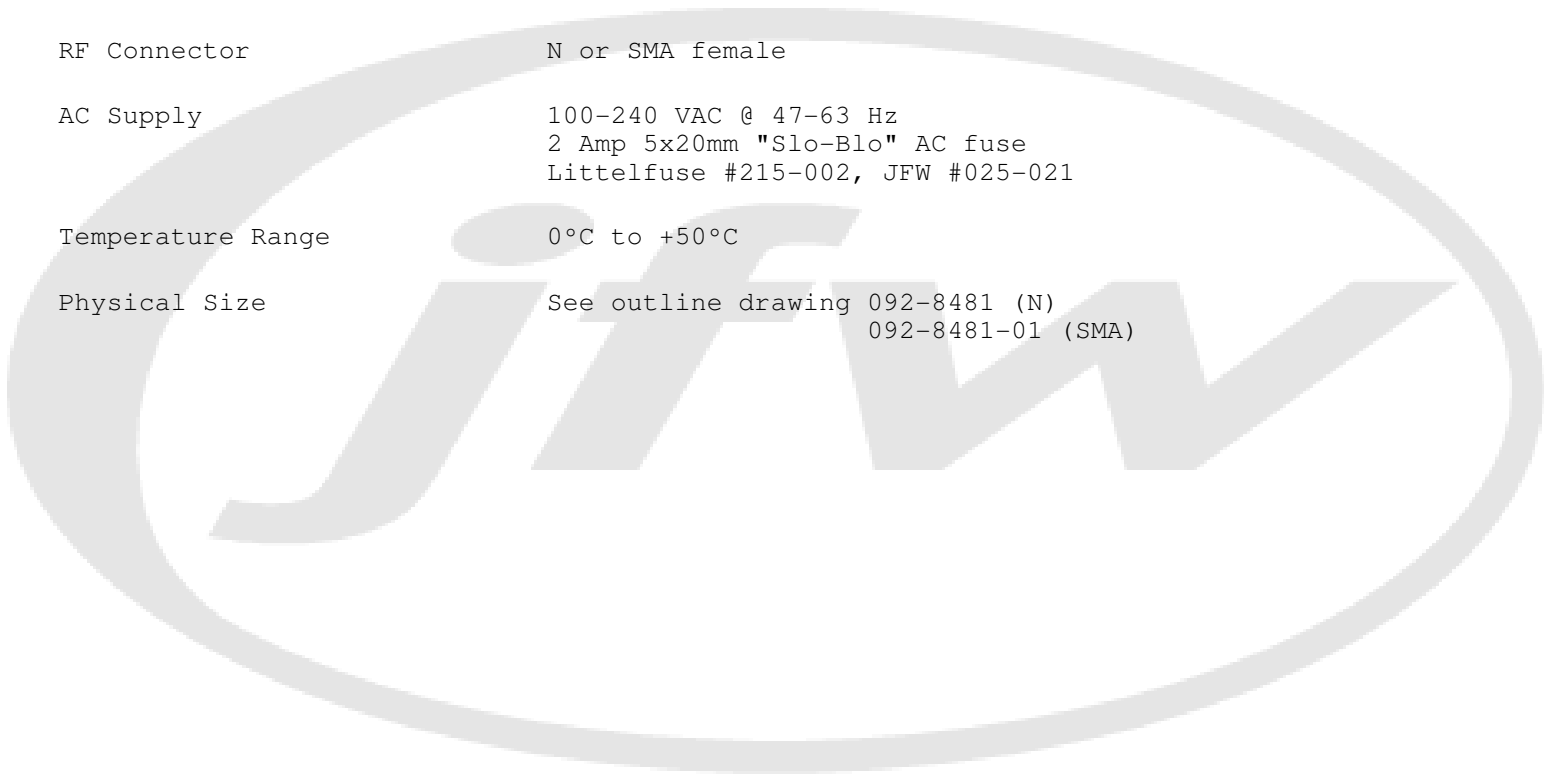 RF Connector N or SMA female
AC Supply 100-240 VAC @ 47-63 Hz
2 Amp 5x20mm "Slo-Blo" AC fuse
Littelfuse #215-002, JFW #025-021
Temperature Range 0°C to +50°C
Physical Size See outline drawing 092-8481 (N)
092-8481-01 (SMA)
jfw